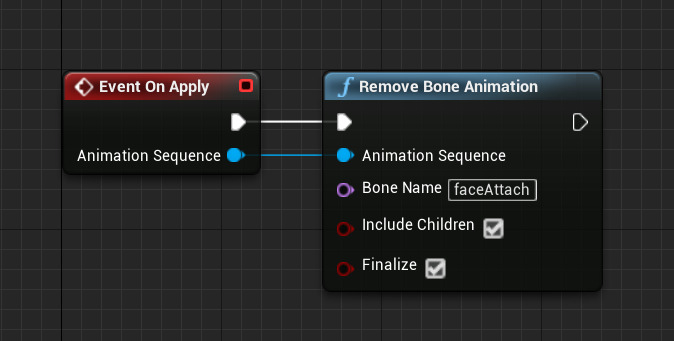 Event On Apply
Animation Sequence
f Remove Bone Animation
Animation Sequence
Bone Name faceAttach
Include Children
Finalize